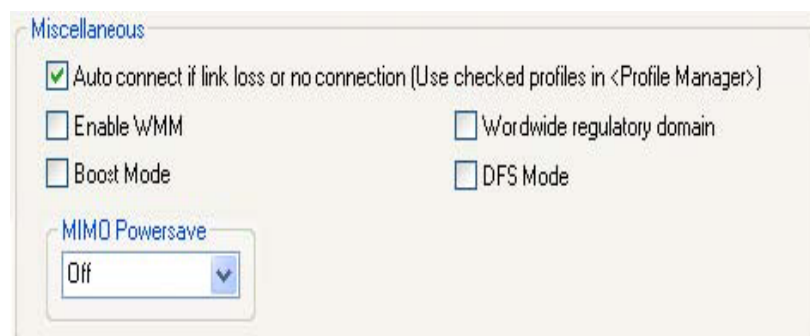 Miscellaneous
Auto connect if link loss or no connection (Use checked profiles in <Profile Manager>)
Enable WMM
Wordwide regulatory domain
Boost Mode
DFS Mode
MIMO Powersave
Off